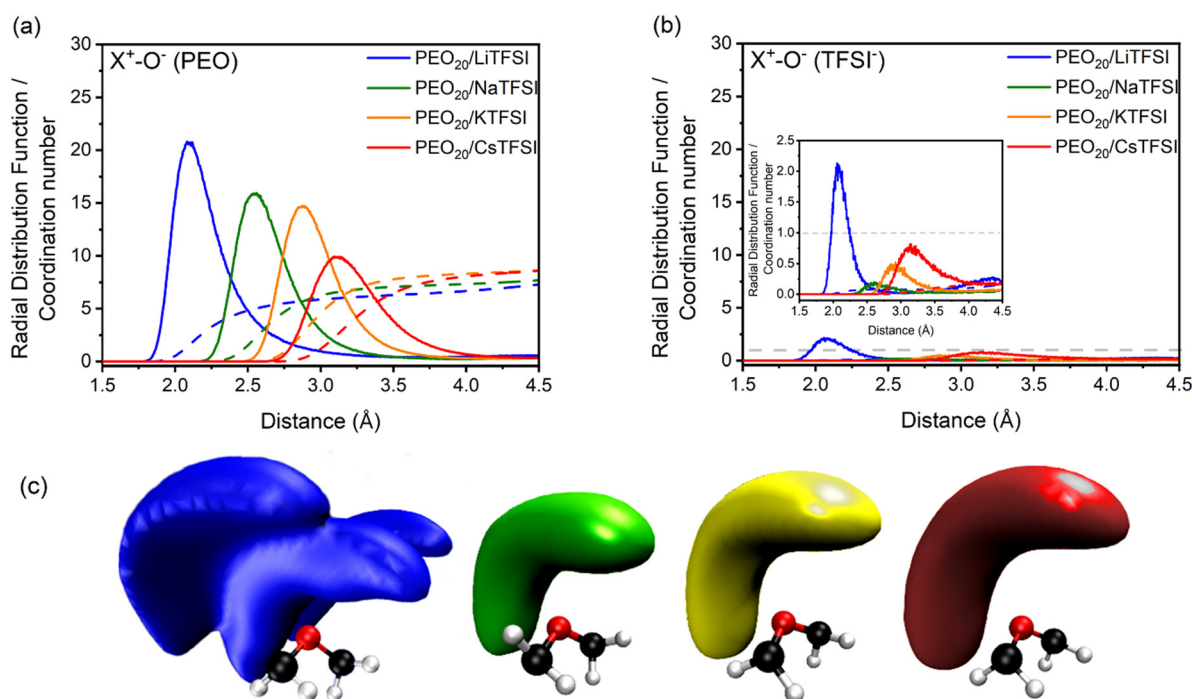 (a)
X⁺-O⁻ (PEO)
PEO₂₀/LiTFSI
PEO₂₀/NaTFSI
PEO₂₀/KTFSI
PEO₂₀/CsTFSI
Radial Distribution Function /
Coordination number
30
25
20
15
10
5
0
1.5 2.0 2.5 3.0 3.5 4.0 4.5
Distance (Å)
(b)
X⁺-O⁻ (TFSI⁻)
PEO₂₀/LiTFSI
PEO₂₀/NaTFSI
PEO₂₀/KTFSI
PEO₂₀/CsTFSI
Radial Distribution Function /
Coordination number
30
25
20
15
10
5
0
1.5 2.0 2.5 3.0 3.5 4.0 4.5
Distance (Å)
Radial Distribution Function /
Coordination number
2.5
2.0
1.5
1.0
0.5
0.0
1.5 2.0 2.5 3.0 3.5 4.0 4.5
Distance (Å)
(c)